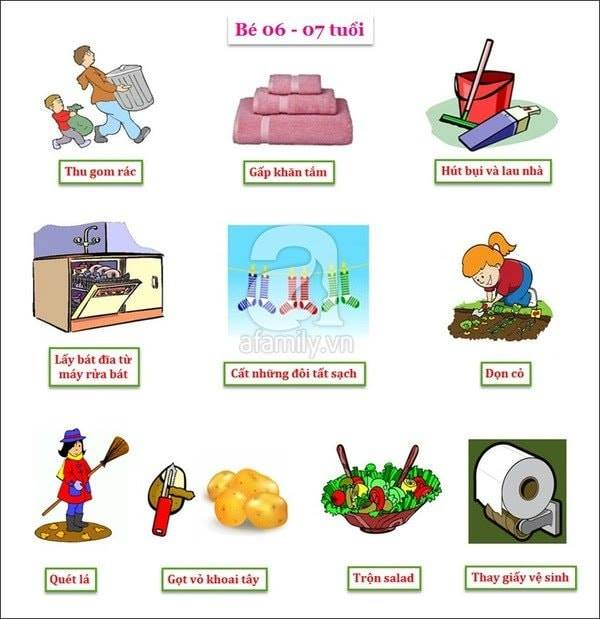 Bé 06 - 07 tuổi
Thu gom rác
Gấp khăn tắm
Hút bụi và lau nhà
a
afamily.vn
Lấy bát đĩa từ
máy rửa bát
Cất những đôi tất sạch
Dọn cỏ
Quét lá
Gọt vỏ khoai tây
Trộn salad
Thay giấy vệ sinh